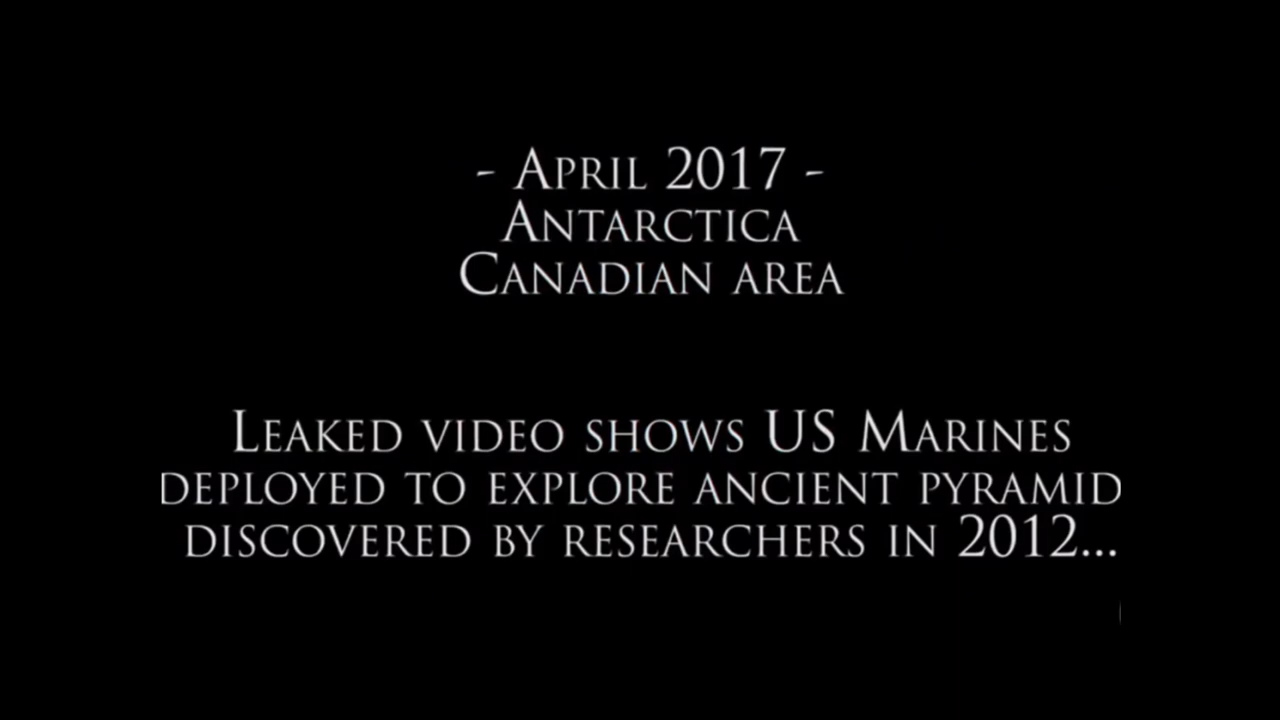 - April 2017 -
Antarctica
Canadian area
Leaked video shows US Marines
deployed to explore ancient pyramid
discovered by researchers in 2012...